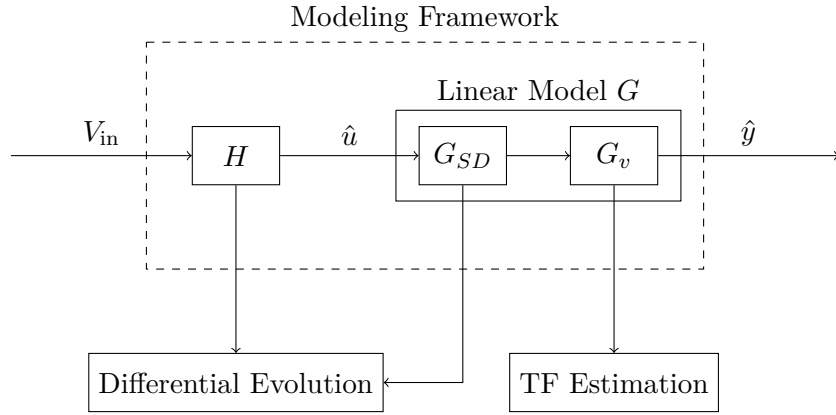 Modeling Framework
Linear Model G
V_in
H
û
G_SD
G_v
ŷ
Differential Evolution
TF Estimation